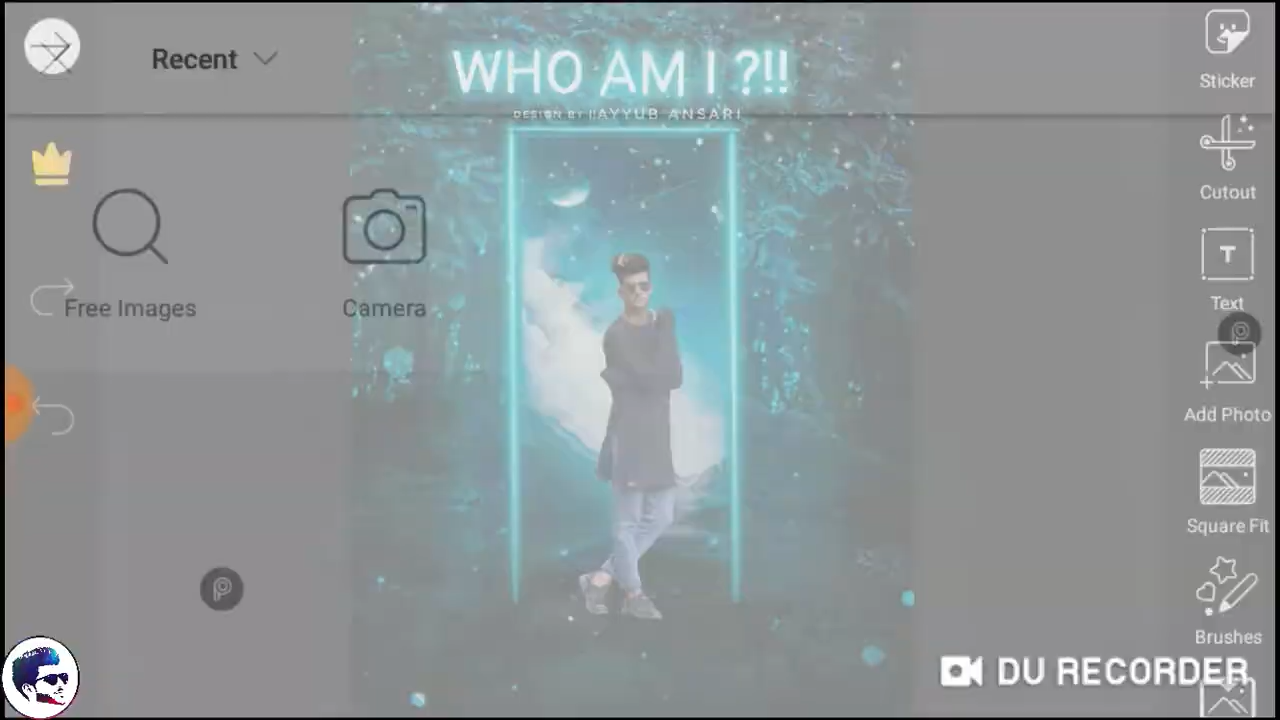 Recent
WHO AM I ?!!
DESIGN BY || AYYUB ANSARI
Free Images
Camera
Sticker
Cutout
T
Text
Add Photo
Square Fit
Brushes
DU RECORDER